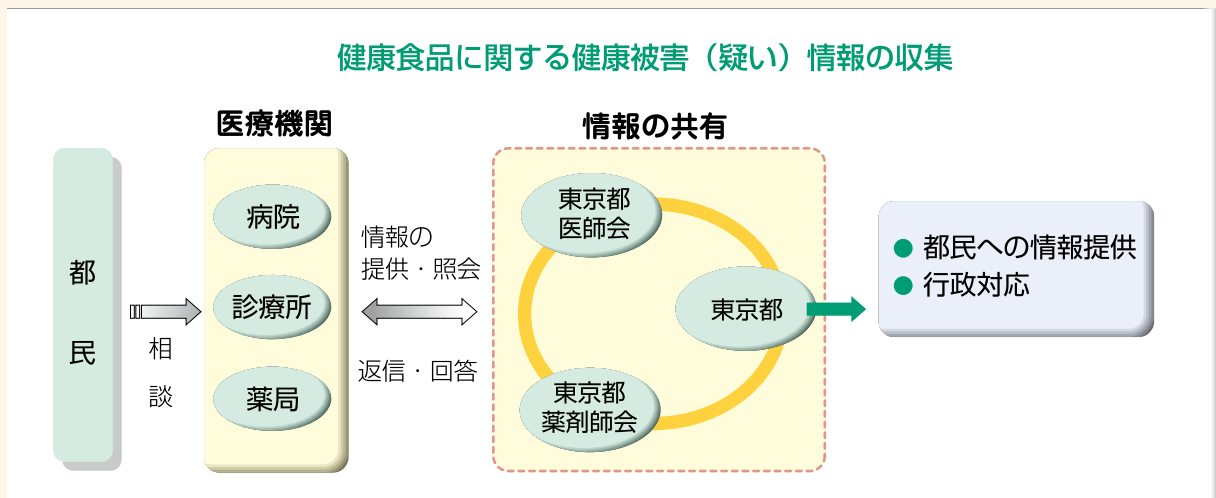 健康食品に関する健康被害（疑い）情報の収集
医療機関
情報の共有
都
民
相
談
病院
診療所
薬局
情報の
提供・照会
返信・回答
東京都
医師会
東京都
東京都
薬剤師会
● 都民への情報提供
● 行政対応